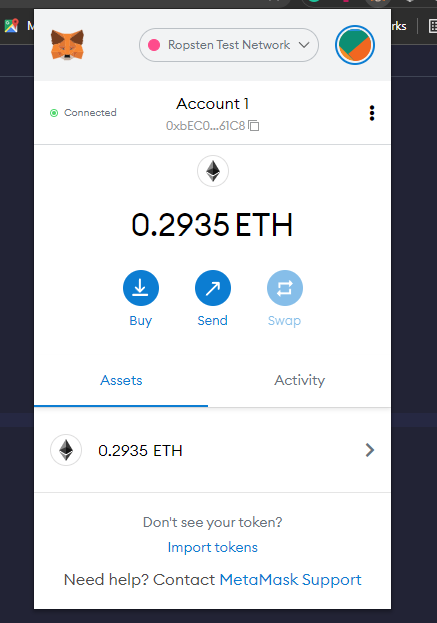 M
rks
Ropsten Test Network
Connected
Account 1
0xbEC0...61C8
0.2935 ETH
Buy
Send
Swap
Assets
Activity
0.2935 ETH
Don't see your token?
Import tokens
Need help? Contact MetaMask Support